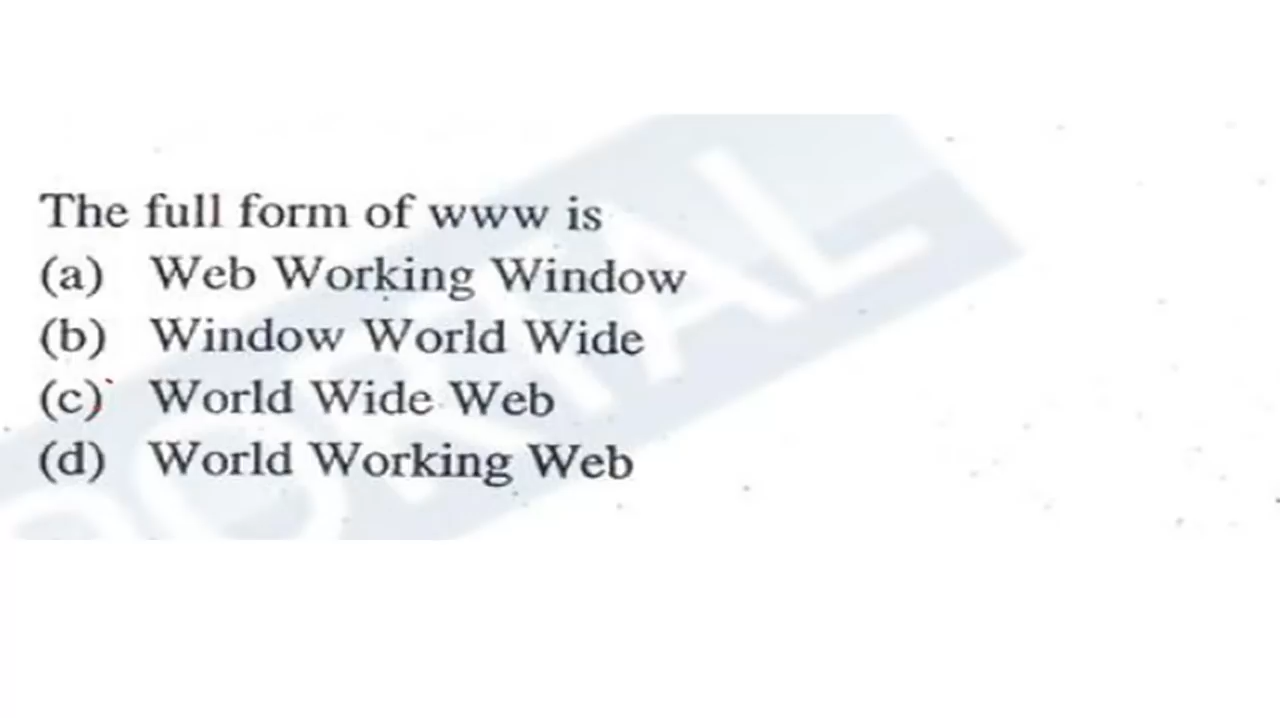 The full form of www is
(a) Web Working Window
(b) Window World Wide
(c) World Wide Web
(d) World Working Web